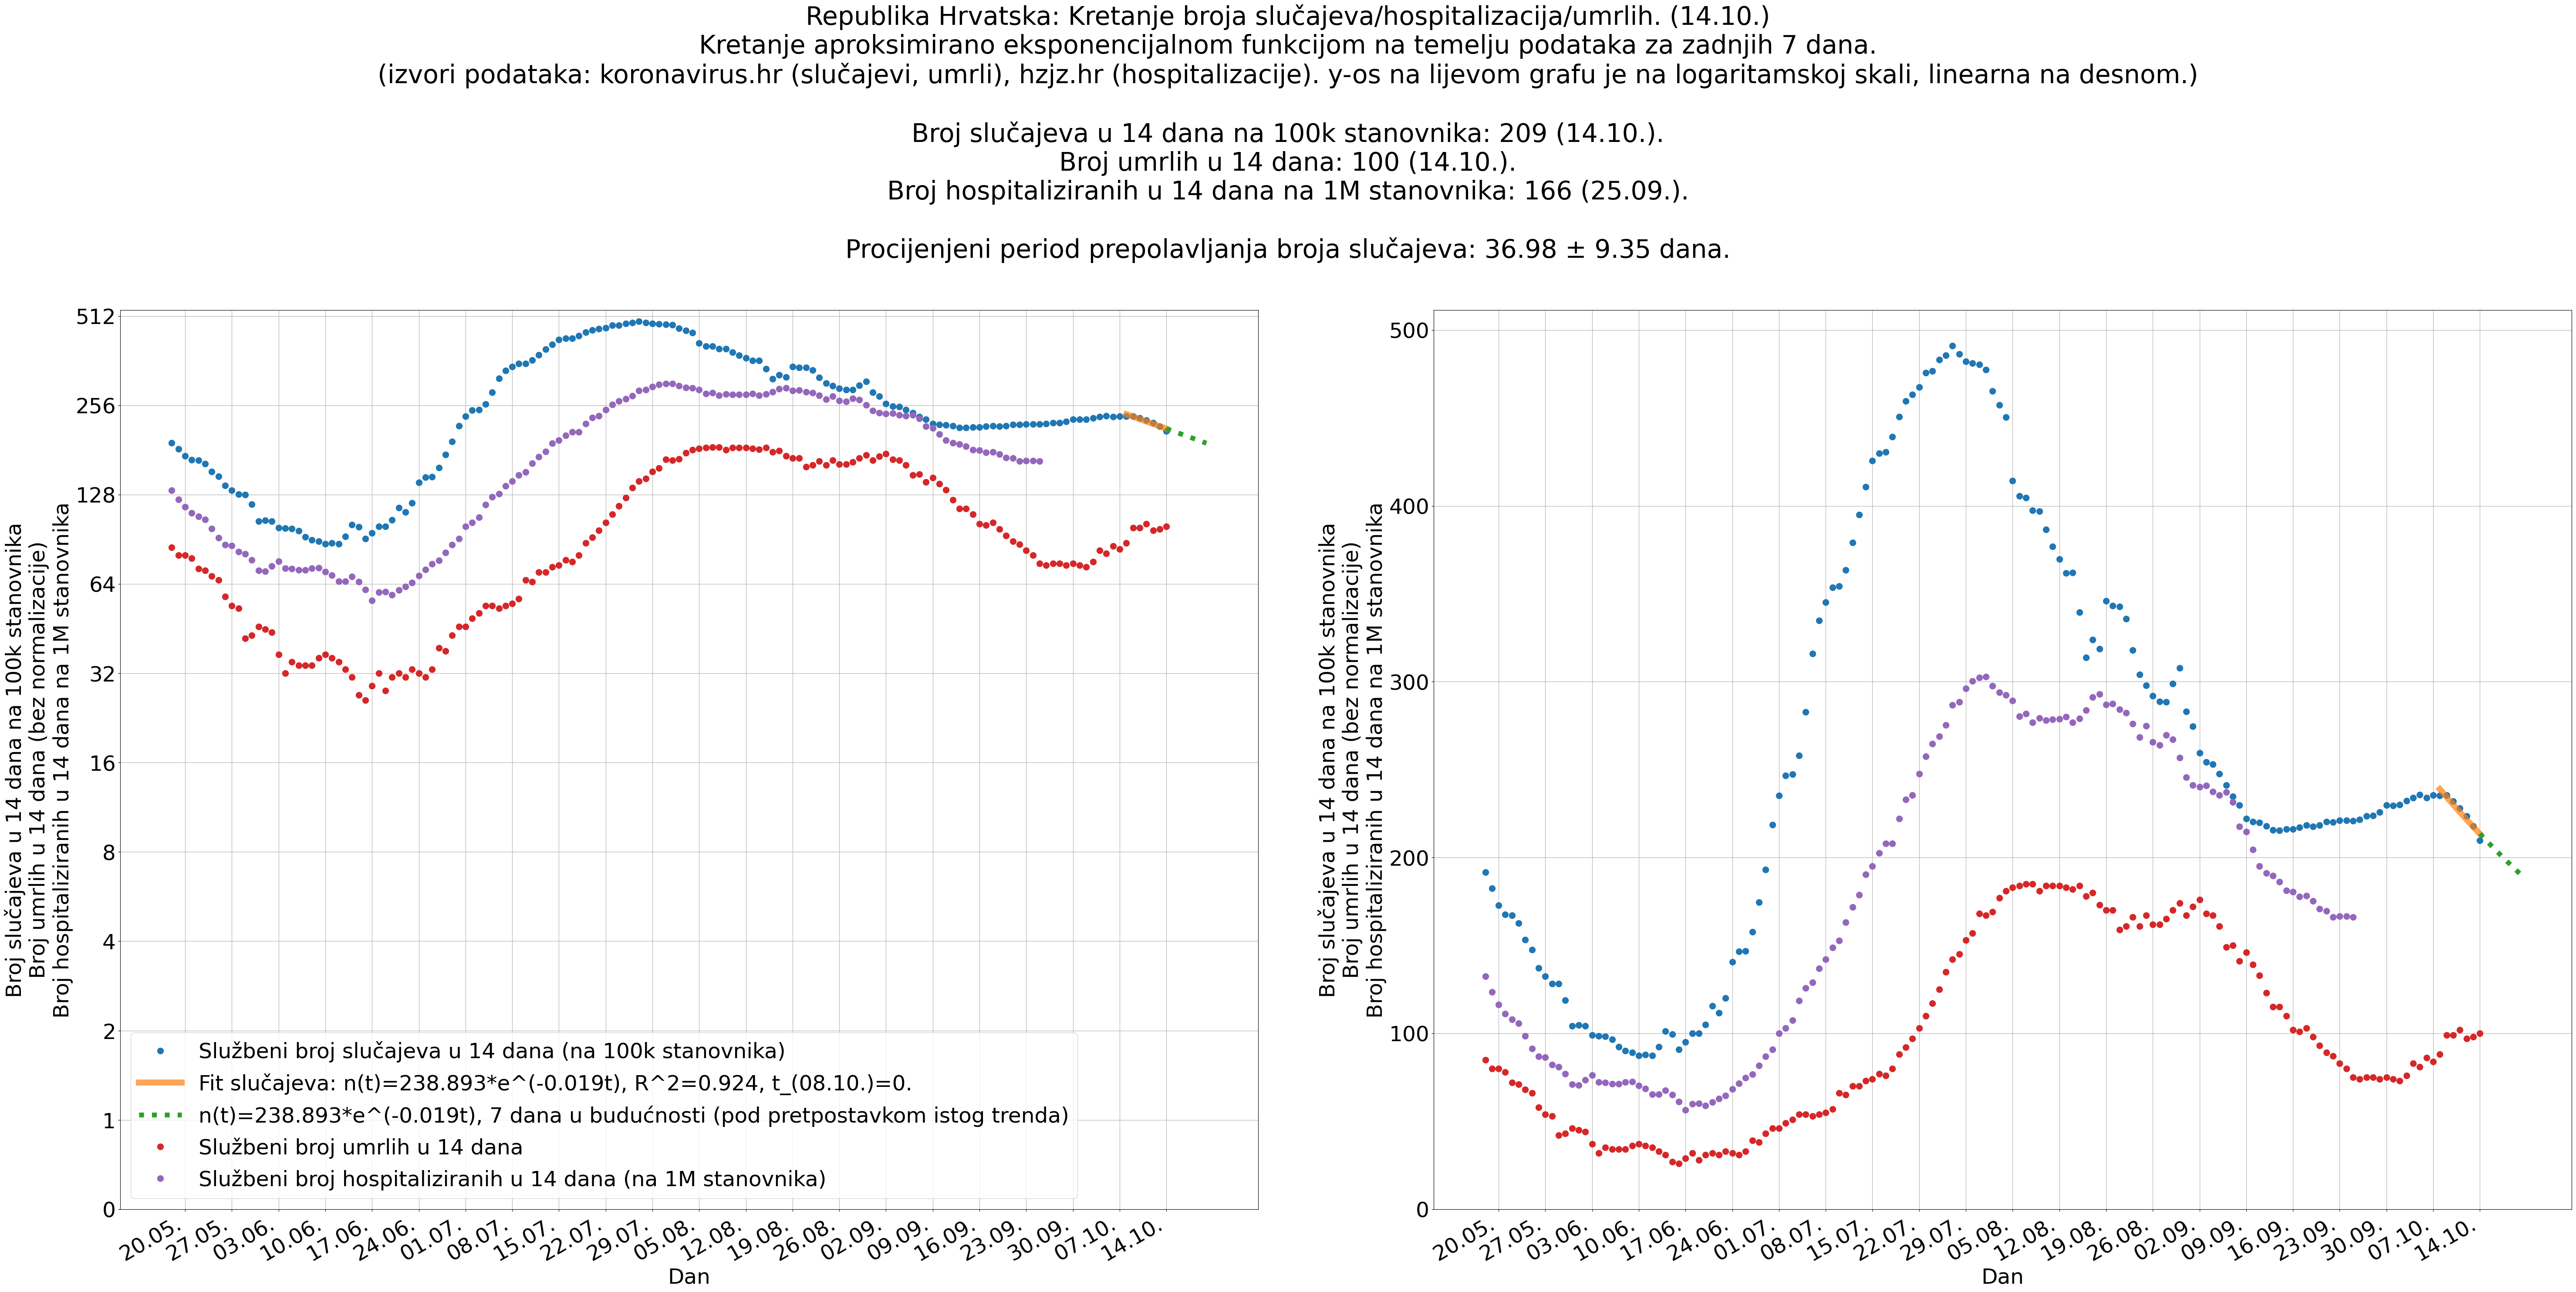 Republika Hrvatska: Kretanje broja slučajeva/hospitalizacija/umrlih. (14.10.)
Kretanje aproksimirano eksponencijalnom funkcijom na temelju podataka za zadnjih 7 dana.
(izvori podataka: koronavirus.hr (slučajevi, umrli), hzjz.hr (hospitalizacije). y-os na lijevom grafu je na logaritamskoj skali, linearna na desnom.)
Broj slučajeva u 14 dana na 100k stanovnika: 209 (14.10.).
Broj umrlih u 14 dana: 100 (14.10.).
Broj hospitaliziranih u 14 dana na 1M stanovnika: 166 (25.09.).
Procijenjeni period prepolavljanja broja slučajeva: 36.98 ± 9.35 dana.
Broj slučajeva u 14 dana na 100k stanovnika
Broj umrlih u 14 dana (bez normalizacije)
Broj hospitaliziranih u 14 dana na 1M stanovnika
512
256
128
64
32
16
8
4
2
1
0
Službeni broj slučajeva u 14 dana (na 100k stanovnika)
Fit slučajeva: n(t)=238.893*e^(-0.019t), R^2=0.924, t_(08.10.)=0.
n(t)=238.893*e^(-0.019t), 7 dana u budućnosti (pod pretpostavkom istog trenda)
Službeni broj umrlih u 14 dana
Službeni broj hospitaliziranih u 14 dana (na 1M stanovnika)
20.05. 27.05. 03.06. 10.06. 17.06. 24.06. 01.07. 08.07. 15.07. 22.07. 29.07. 05.08. 12.08. 19.08. 26.08. 02.09. 09.09. 16.09. 23.09. 30.09. 07.10. 14.10.
Dan
Broj slučajeva u 14 dana na 100k stanovnika
Broj umrlih u 14 dana (bez normalizacije)
Broj hospitaliziranih u 14 dana na 1M stanovnika
500
400
300
200
100
0
20.05. 27.05. 03.06. 10.06. 17.06. 24.06. 01.07. 08.07. 15.07. 22.07. 29.07. 05.08. 12.08. 19.08. 26.08. 02.09. 09.09. 16.09. 23.09. 30.09. 07.10. 14.10.
Dan